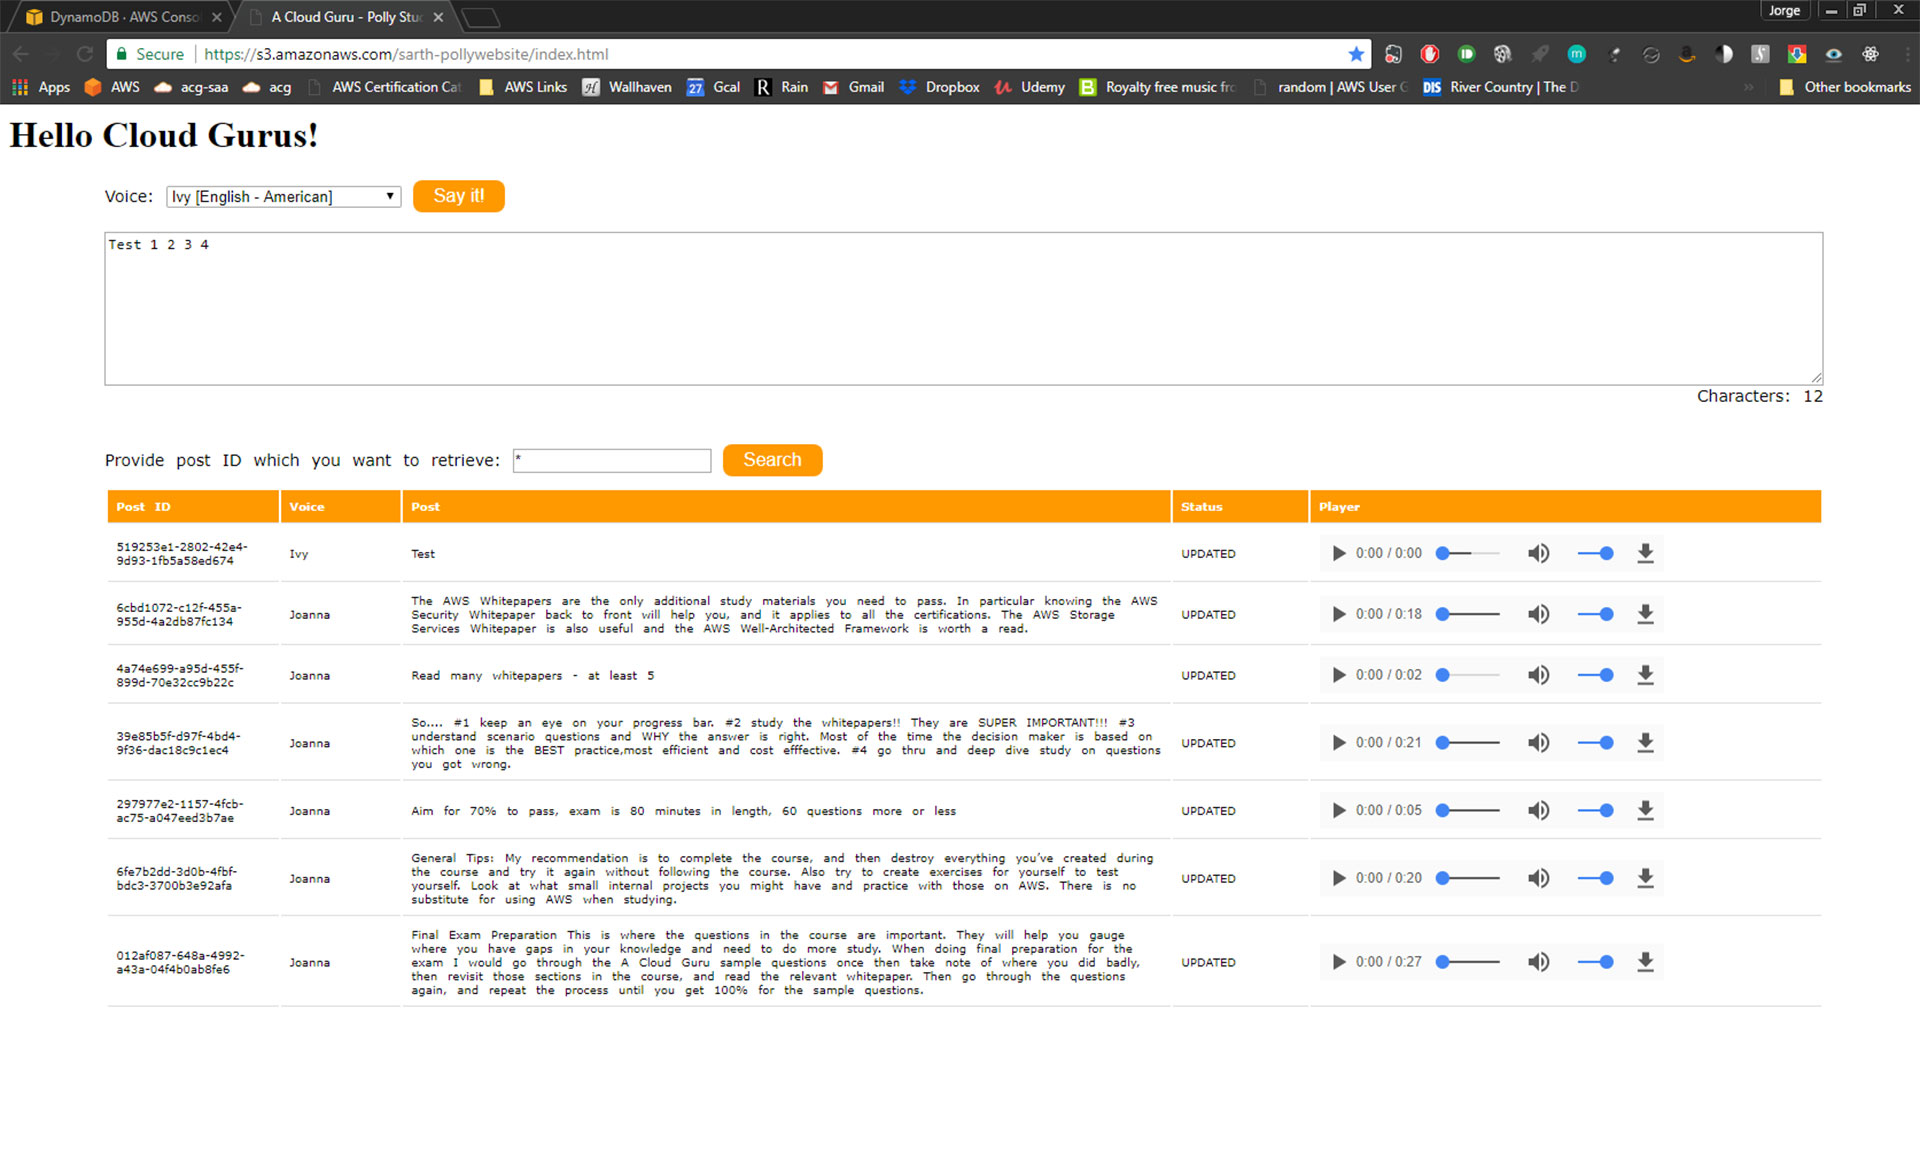 DynamoDB · AWS Conso
A Cloud Guru - Polly Stu
Jorge
Secure
https://s3.amazonaws.com/sarth-pollywebsite/index.html
Apps AWS acg-saa acg AWS Certification Cat AWS Links Wallhaven 27 Gcal R Rain Gmail Dropbox Udemy B Royalty free music fr random | AWS User G DIS River Country | The D » Other bookmarks
Hello Cloud Gurus!
Voice: Ivy [English - American] Say it!
Test 1 2 3 4
Characters: 12
Provide post ID which you want to retrieve: * Search
Post ID Voice Post Status Player
519253e1-2802-42e4-
9d93-1fb5a58ed674
Ivy
Test
UPDATED
0:00 / 0:00
6cbd1072-c12f-455a-
955d-4a2db87fc134
Joanna
The AWS Whitepapers are the only additional study materials you need to pass. In particular knowing the AWS
Security Whitepaper back to front will help you, and it applies to all the certifications. The AWS Storage
Services Whitepaper is also useful and the AWS Well-Architected Framework is worth a read.
UPDATED
0:00 / 0:18
4a74e699-a95d-455f-
899d-70e32cc9b22c
Joanna
Read many whitepapers - at least 5
UPDATED
0:00 / 0:02
39e85b5f-d97f-4bd4-
9f36-dac18c9c1ec4
Joanna
So.... #1 keep an eye on your progress bar. #2 study the whitepapers!! They are SUPER IMPORTANT!!! #3
understand scenario questions and WHY the answer is right. Most of the time the decision maker is based on
which one is the BEST practice,most efficient and cost efffective. #4 go thru and deep dive study on questions
you got wrong.
UPDATED
0:00 / 0:21
297977e2-1157-4fcb-
ac75-a047eed3b7ae
Joanna
Aim for 70% to pass, exam is 80 minutes in length, 60 questions more or less
UPDATED
0:00 / 0:05
6fe7b2dd-3d0b-4fbf-
bdc3-3700b3e92afa
Joanna
General Tips: My recommendation is to complete the course, and then destroy everything you’ve created during
the course and try it again without following the course. Also try to create exercises for yourself to test
yourself. Look at what small internal projects you might have and practice with those on AWS. There is no
substitute for using AWS when studying.
UPDATED
0:00 / 0:20
012af087-648a-4992-
a43a-04f4b0ab8fe6
Joanna
Final Exam Preparation This is where the questions in the course are important. They will help you gauge
where you have gaps in your knowledge and need to do more study. When doing final preparation for the
exam I would go through the A Cloud Guru sample questions once then take note of where you did badly,
then revisit those sections in the course, and read the relevant whitepaper. Then go through the questions
again, and repeat the process until you get 100% for the sample questions.
UPDATED
0:00 / 0:27